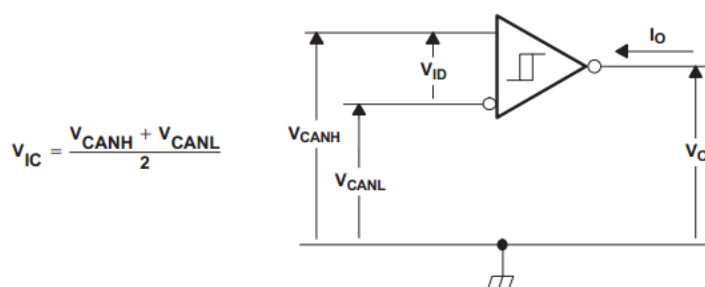 I_O
V_ID
V_IC = (V_CANH + V_CANL) / 2
V_CANH
V_CANL
V_O